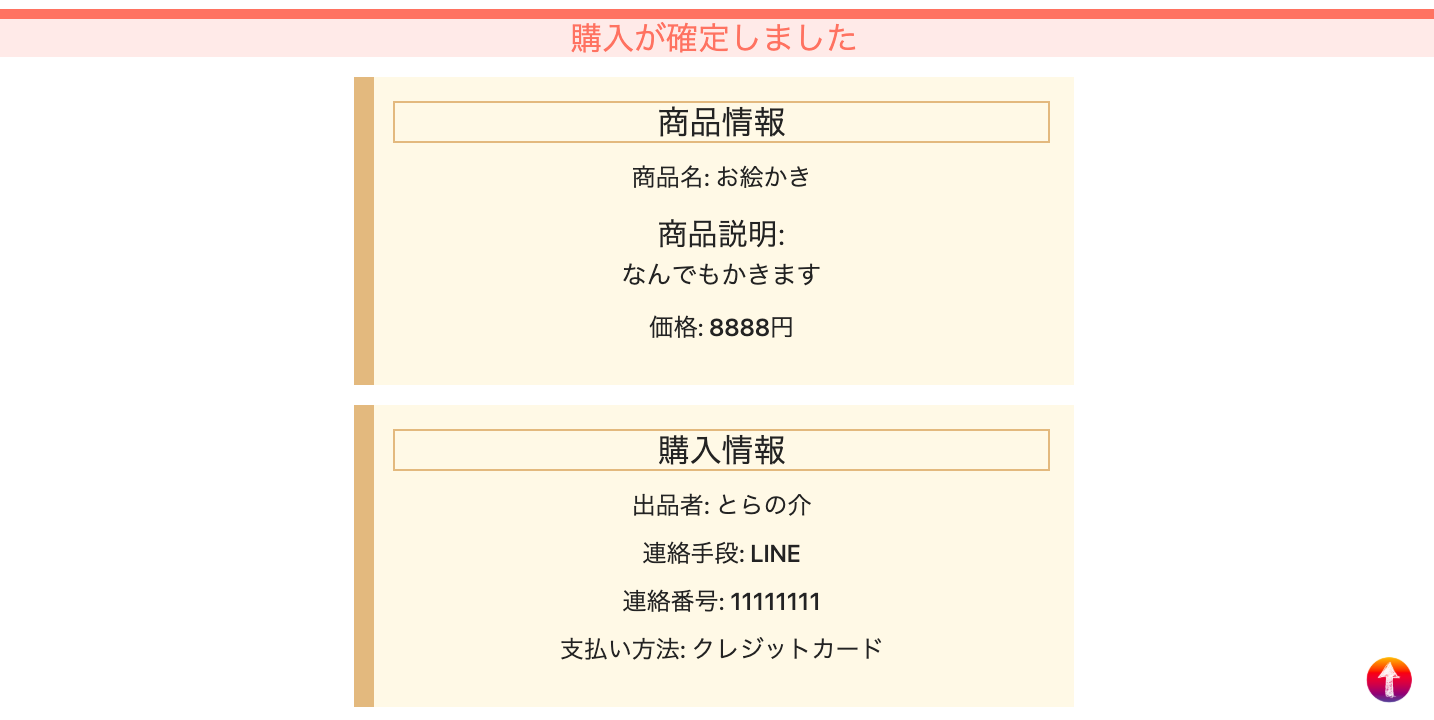 購入が確定しました
商品情報
商品名: お絵かき
商品説明:
なんでもかきます
価格: 8888円
購入情報
出品者: とらの介
連絡手段: LINE
連絡番号: 11111111
支払い方法: クレジットカード